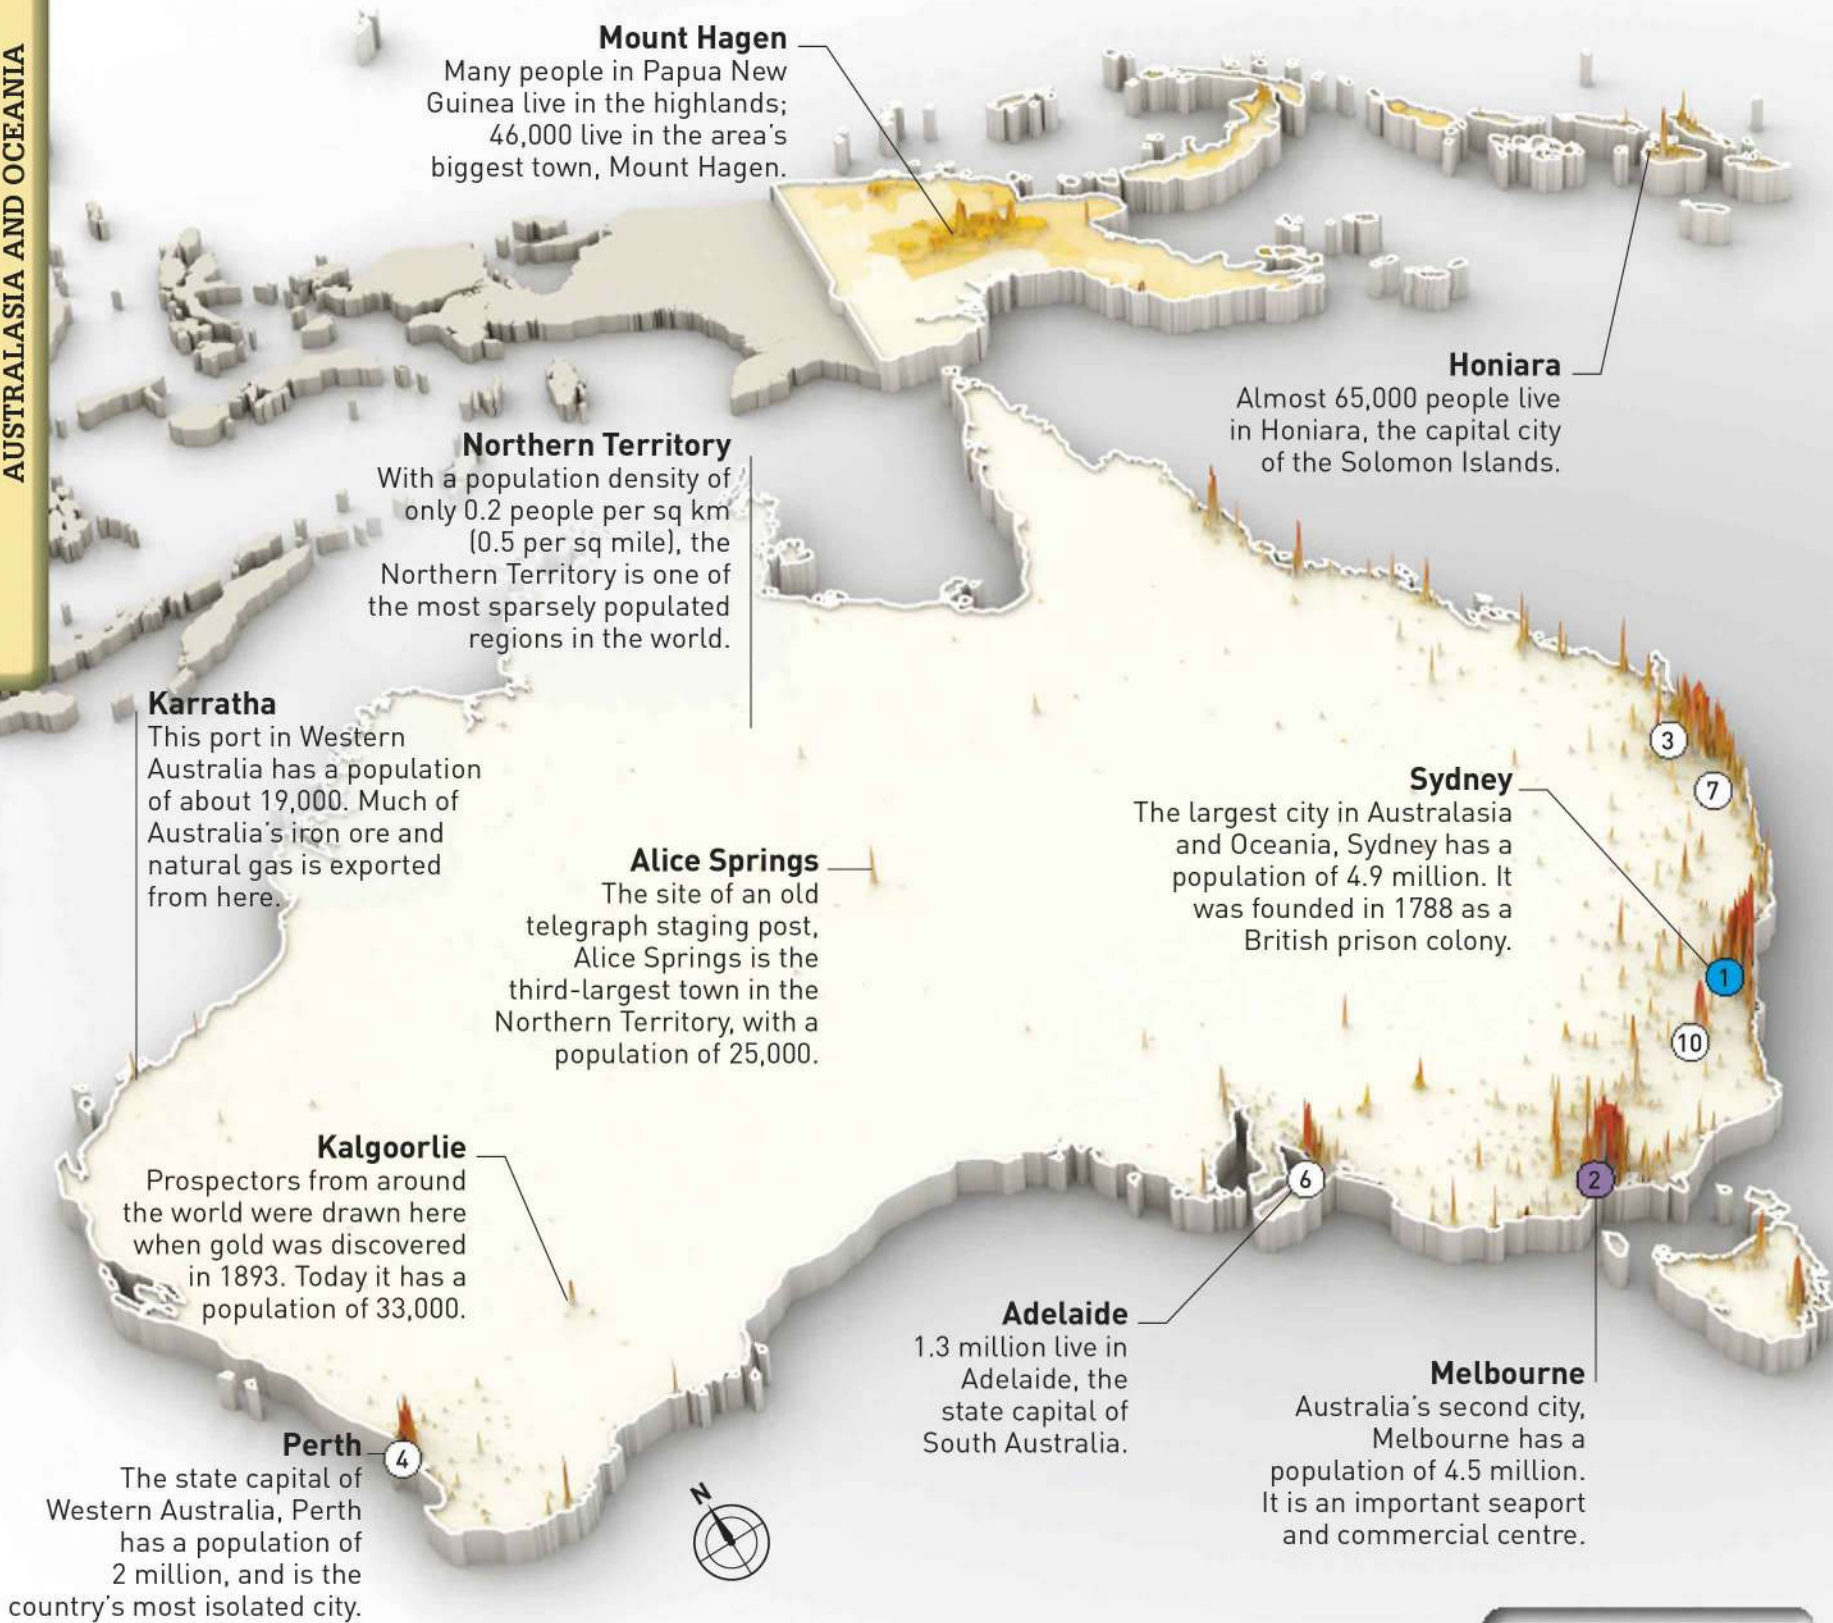 AUSTRALASIA AND OCEANIA
Mount Hagen
Many people in Papua New
Guinea live in the highlands;
46,000 live in the area's
biggest town, Mount Hagen.
Honiara
Almost 65,000 people live
in Honiara, the capital city
of the Solomon Islands.
Northern Territory
With a population density of
only 0.2 people per sq km
(0.5 per sq mile), the
Northern Territory is one of
the most sparsely populated
regions in the world.
Karratha
This port in Western
Australia has a population
of about 19,000. Much of
Australia's iron ore and
natural gas is exported
from here.
3
7
Sydney
The largest city in Australasia
and Oceania, Sydney has a
population of 4.9 million. It
was founded in 1788 as a
British prison colony.
1
10
Alice Springs
The site of an old
telegraph staging post,
Alice Springs is the
third-largest town in the
Northern Territory, with a
population of 25,000.
Kalgoorlie
Prospectors from around
the world were drawn here
when gold was discovered
in 1893. Today it has a
population of 33,000.
6
2
Adelaide
1.3 million live in
Adelaide, the
state capital of
South Australia.
Melbourne
Australia's second city,
Melbourne has a
population of 4.5 million.
It is an important seaport
and commercial centre.
Perth
4
The state capital of
Western Australia, Perth
has a population of
2 million, and is the
country's most isolated city.
N